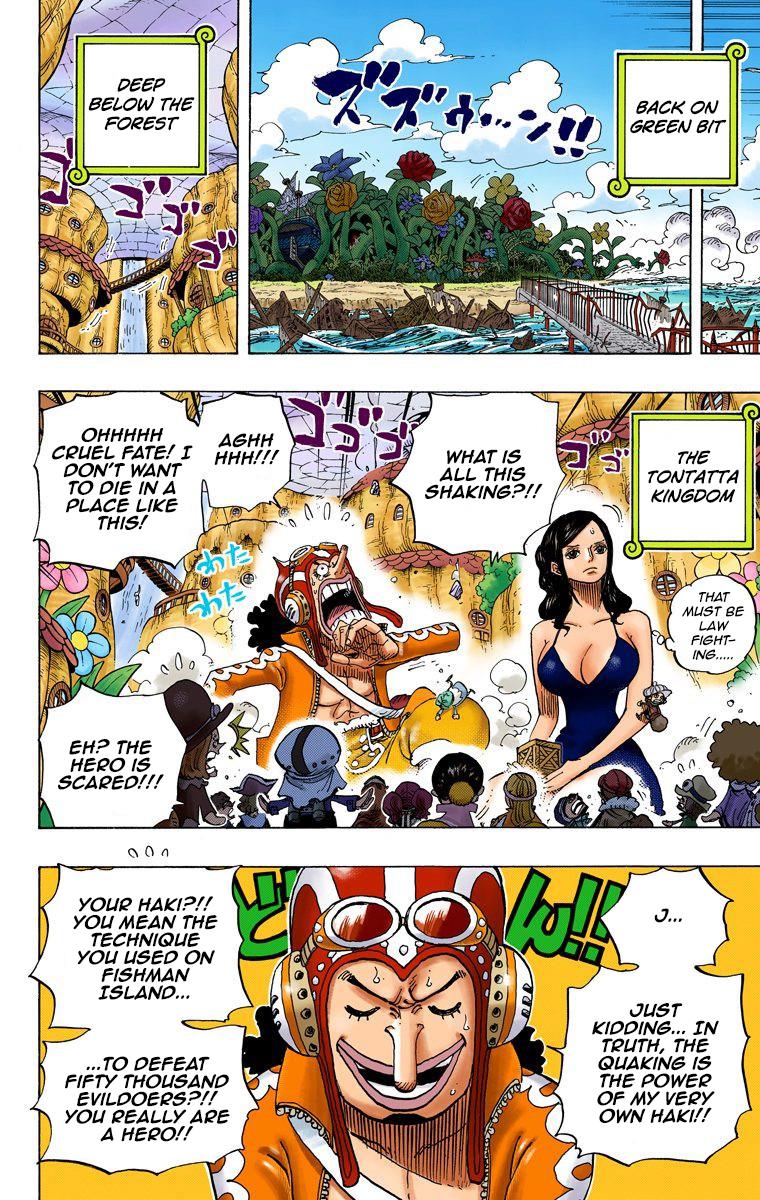 BACK ON
GREEN BIT
ズズゥ…ン!!
DEEP
BELOW THE
FOREST
ゴゴゴゴ
THE
TONTATTA
KINGDOM
ゴゴ
WHAT IS
ALL THIS
SHAKING?!!
ゴゴゴ
AGHH
HHH!!!
OHHHHH
CRUEL FATE! I
DON'T WANT
TO DIE IN A
PLACE LIKE
THIS!
わた
わた
THAT
MUST BE
LAW
FIGHT-
ING.....
EH? THE
HERO IS
SCARED!!!
J...
JUST
KIDDING... IN
TRUTH, THE
QUAKING IS
THE POWER
OF MY VERY
OWN HAKI!!
どん!!
YOUR HAKI?!!
YOU MEAN THE
TECHNIQUE
YOU USED ON
FISHMAN
ISLAND...
...TO DEFEAT
FIFTY THOUSAND
EVILDOERS?!!
YOU REALLY ARE
A HERO!!